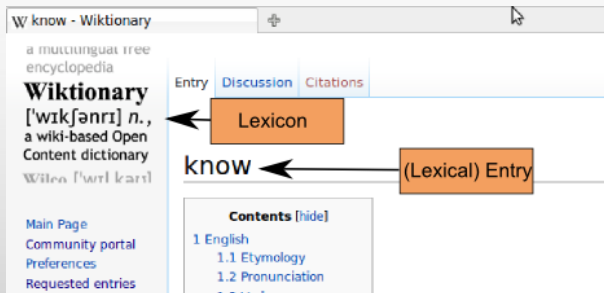 know - Wiktionary
a multilingual free
encyclopedia
Wiktionary
['wɪkʃənrɪ] n.,
a wiki-based Open
Content dictionary
Entry Discussion Citations
Lexicon
know
(Lexical) Entry
Main Page
Community portal
Preferences
Requested entries
Contents [hide]
1 English
1.1 Etymology
1.2 Pronunciation